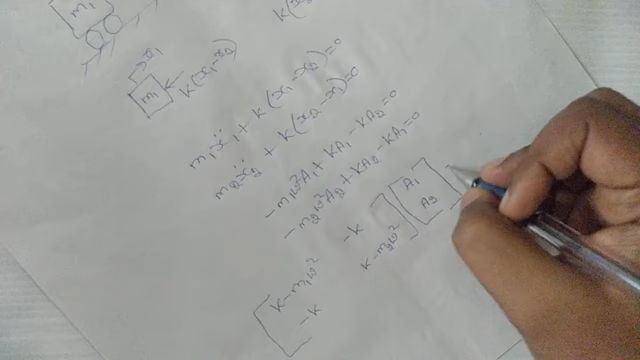 m₁
K(x
x₁
m₁ K(x₁-x₂)
m₁ẍ₁ + K(x₁-x₂)=0
m₂ẍ₂ + K(x₂-x₁)=0
-m₁ω²A₁ + KA₁ - KA₂=0
-m₂ω²A₂ + KA₂ - KA₁=0
[K-m₁ω² -K] [A₁]
[-K K-m₂ω²] [A₂]